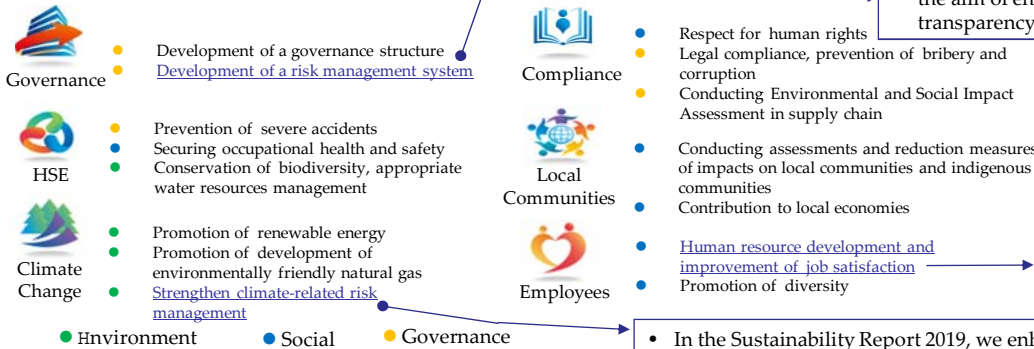 the aim of en
transparency
Governance
• Development of a governance structure
• Development of a risk management system
HSE
• Prevention of severe accidents
• Securing occupational health and safety
• Conservation of biodiversity, appropriate
water resources management
Climate
Change
• Promotion of renewable energy
• Promotion of development of
environmentally friendly natural gas
• Strengthen climate-related risk
management
Compliance
• Respect for human rights
• Legal compliance, prevention of bribery and
corruption
• Conducting Environmental and Social Impact
Assessment in supply chain
Local
Communities
• Conducting assessments and reduction measures
of impacts on local communities and indigenous
communities
• Contribution to local economies
Employees
• Human resource development and
improvement of job satisfaction
• Promotion of diversity
• Environment • Social • Governance
• In the Sustainability Report 2019, we enh